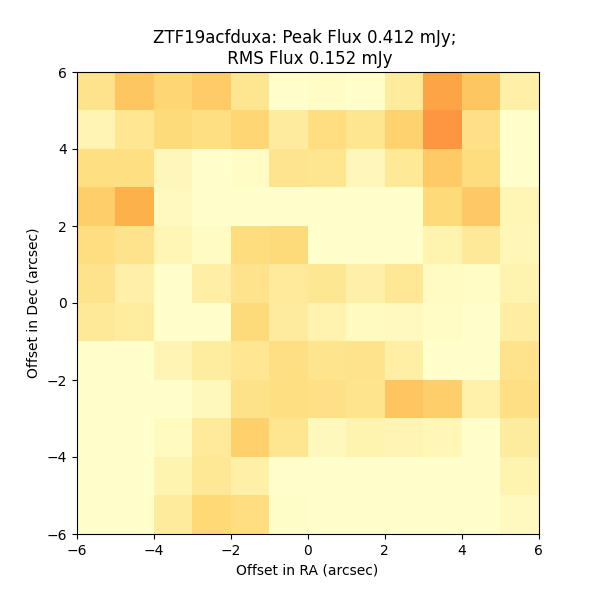 ZTF19acfduxa: Peak Flux 0.412 mJy;
RMS Flux 0.152 mJy
6
4
2
0
−2
−4
−6
Offset in Dec (arcsec)
−6 −4 −2 0 2 4 6
Offset in RA (arcsec)